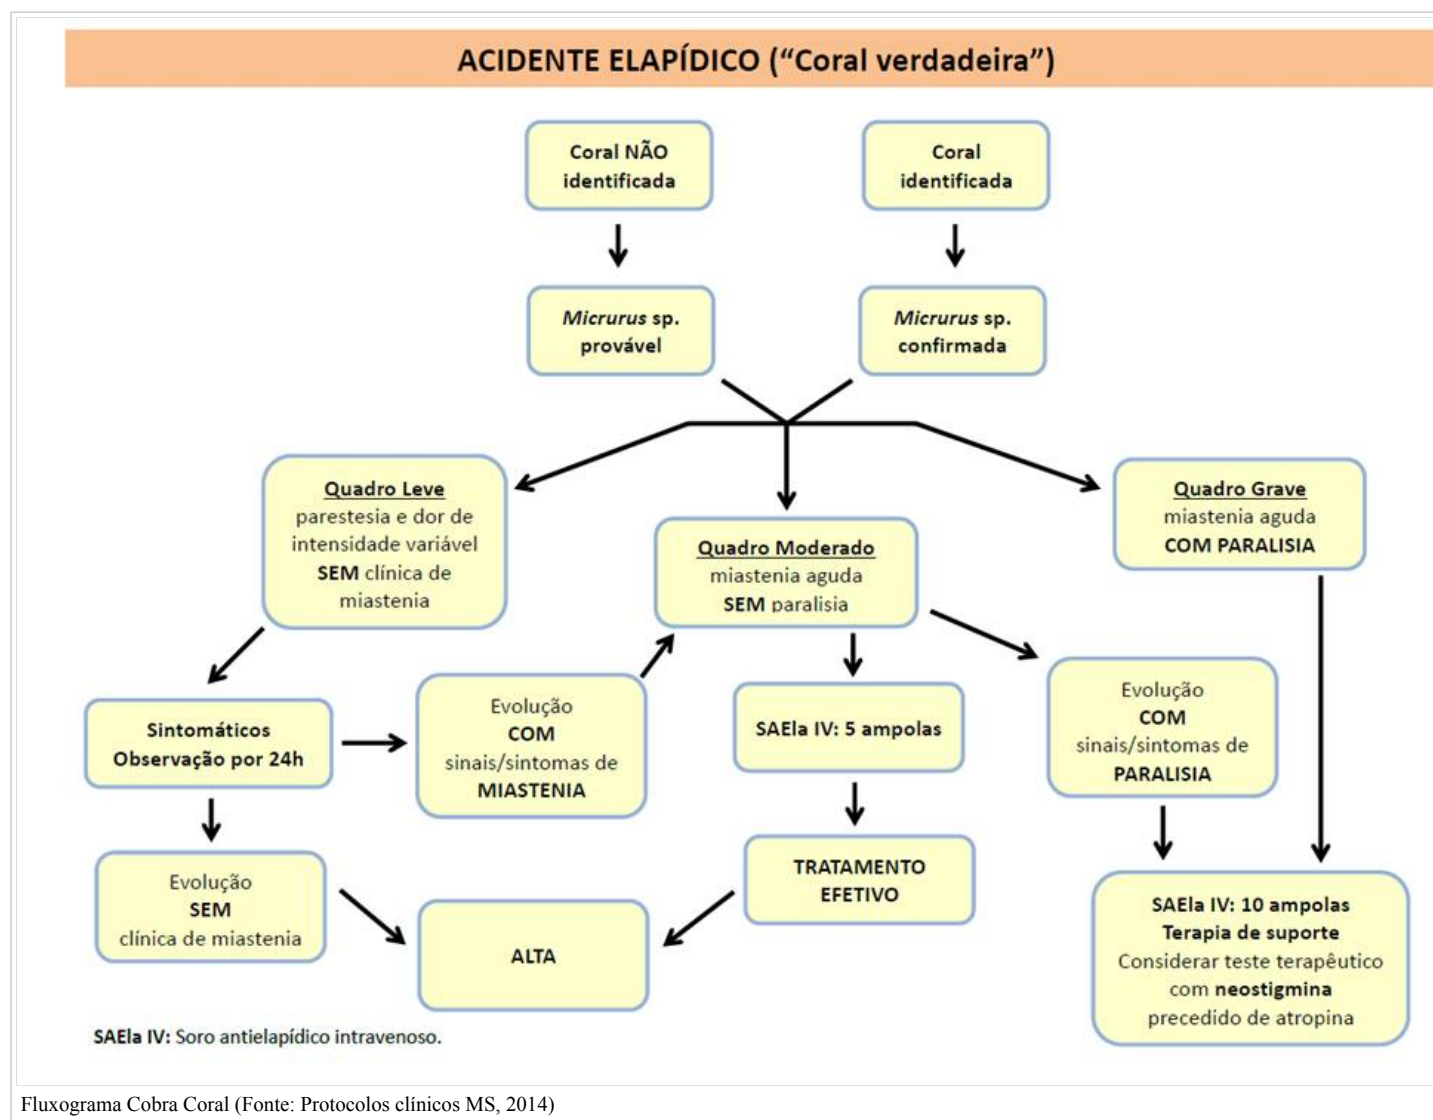 ACIDENTE ELAPÍDICO (“Coral verdadeira”)
Coral NÃO
identificada
Coral
identificada
Micrurus sp.
provável
Micrurus sp.
confirmada
Quadro Leve
parestesia e dor de
intensidade variável
SEM clínica de
miastenia
Quadro Moderado
miastenia aguda
SEM paralisia
Quadro Grave
miastenia aguda
COM PARALISIA
Sintomáticos
Observação por 24h
Evolução
COM
sinais/sintomas de
MIASTENIA
SAEla IV: 5 ampolas
Evolução
COM
sinais/sintomas de
PARALISIA
Evolução
SEM
clínica de miastenia
ALTA
TRATAMENTO
EFETIVO
SAEla IV: 10 ampolas
Terapia de suporte
Considerar teste terapêutico
com neostigmina
precedido de atropina
SAEla IV: Soro antielapídico intravenoso.
Fluxograma Cobra Coral (Fonte: Protocolos clínicos MS, 2014)